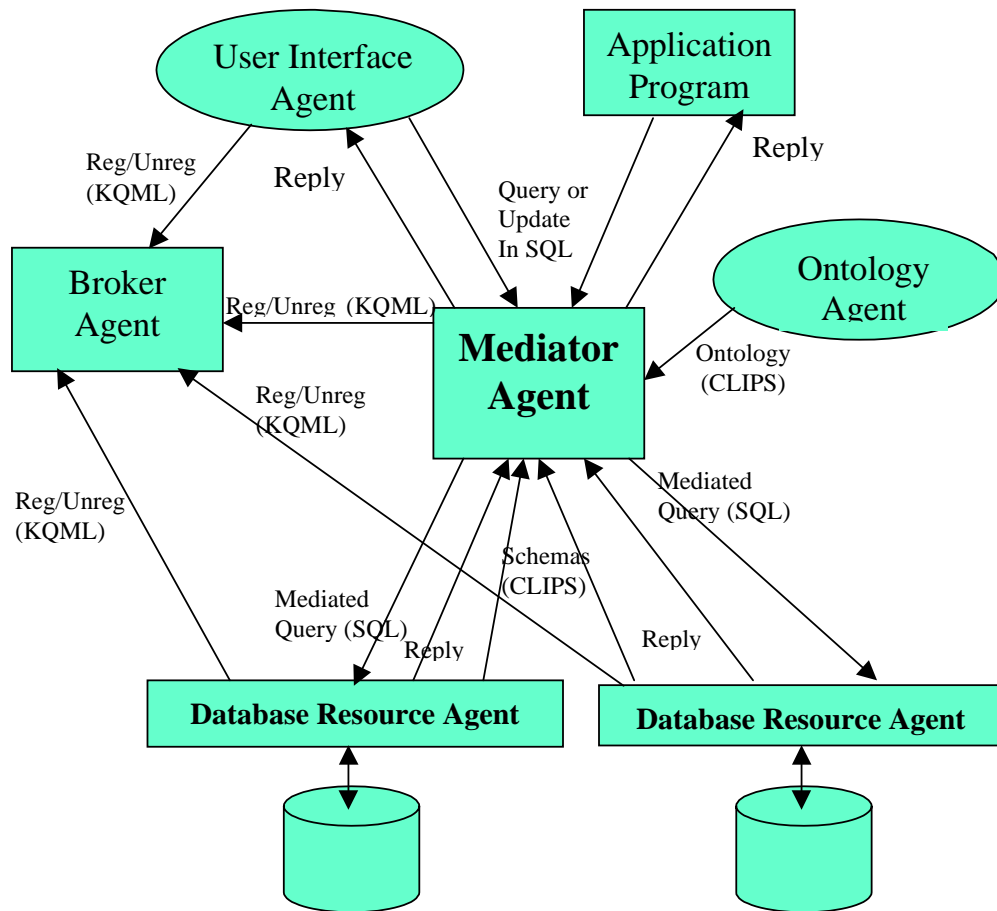 User Interface
Agent
Application
Program
Reg/Unreg
(KQML)
Reply
Reply
Query or
Update
In SQL
Broker
Agent
Ontology
Agent
Reg/Unreg (KQML)
Mediator
Agent
Ontology
(CLIPS)
Reg/Unreg
(KQML)
Reg/Unreg
(KQML)
Mediated
Query (SQL)
Schemas
(CLIPS)
Mediated
Query (SQL)
Reply
Reply
Database Resource Agent
Database Resource Agent